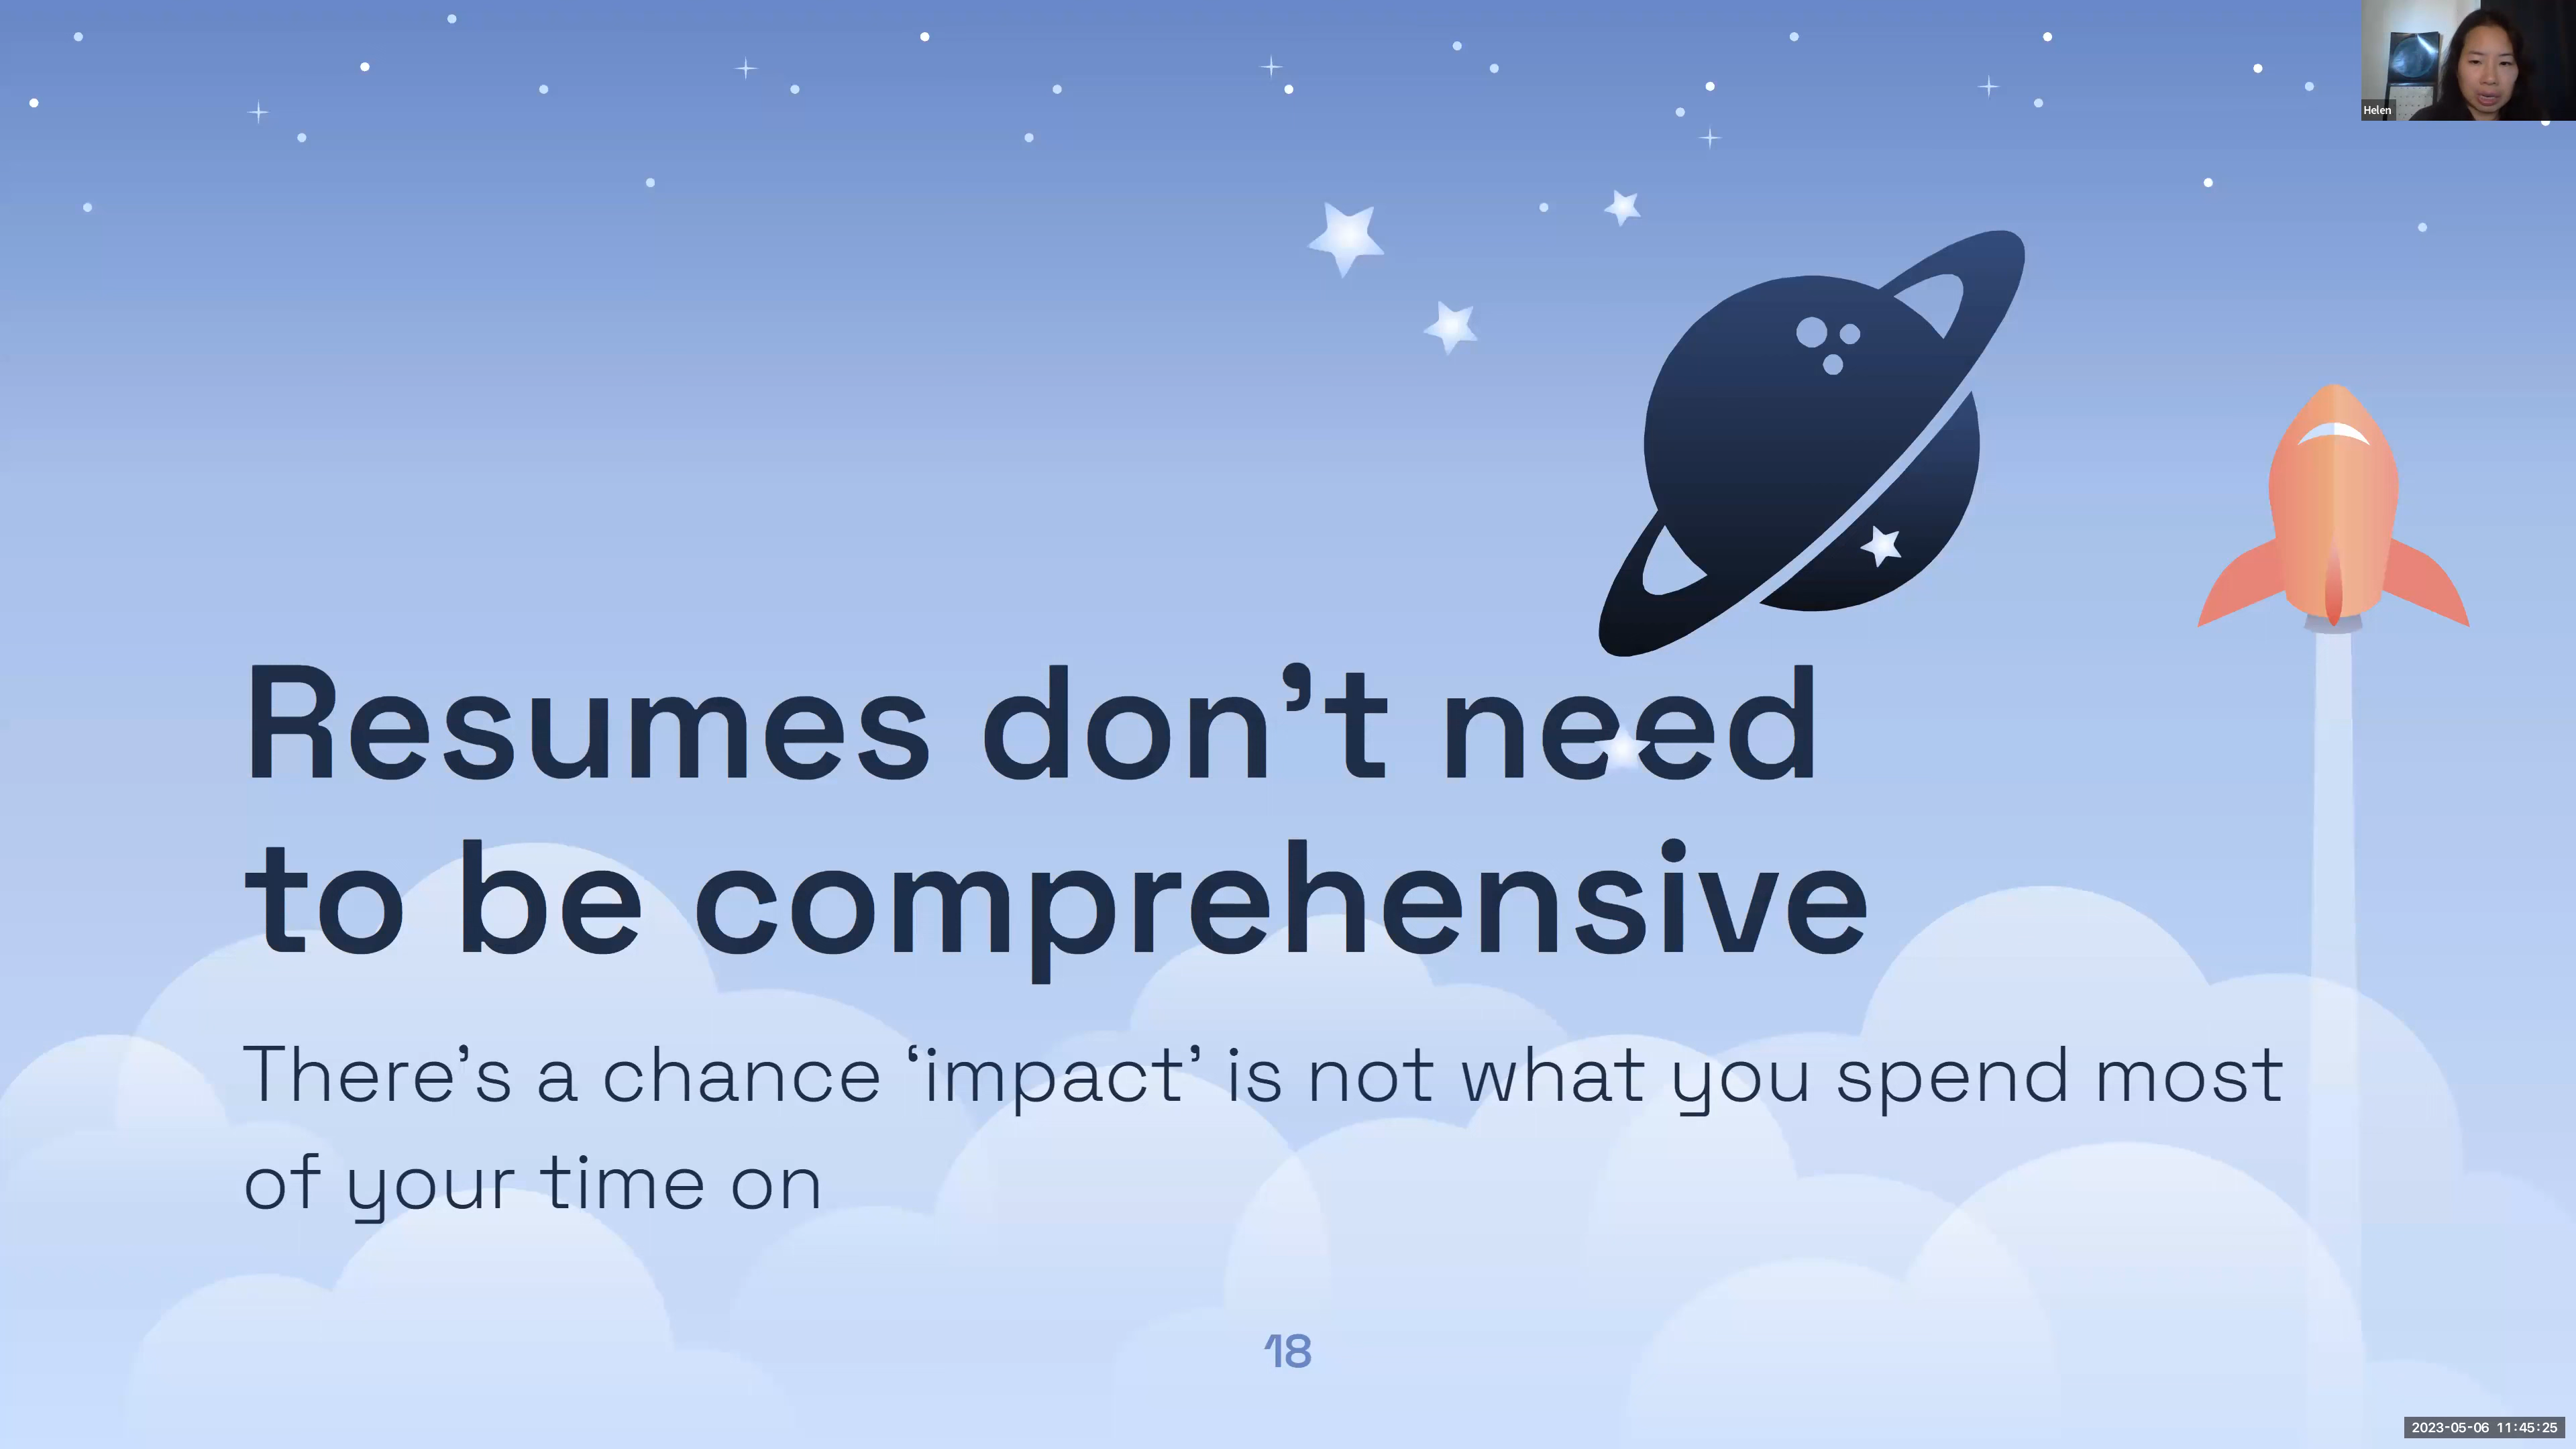 Helen
Resumes don’t need
to be comprehensive
There’s a chance ‘impact’ is not what you spend most
of your time on
18
2023-05-06 11:45:25